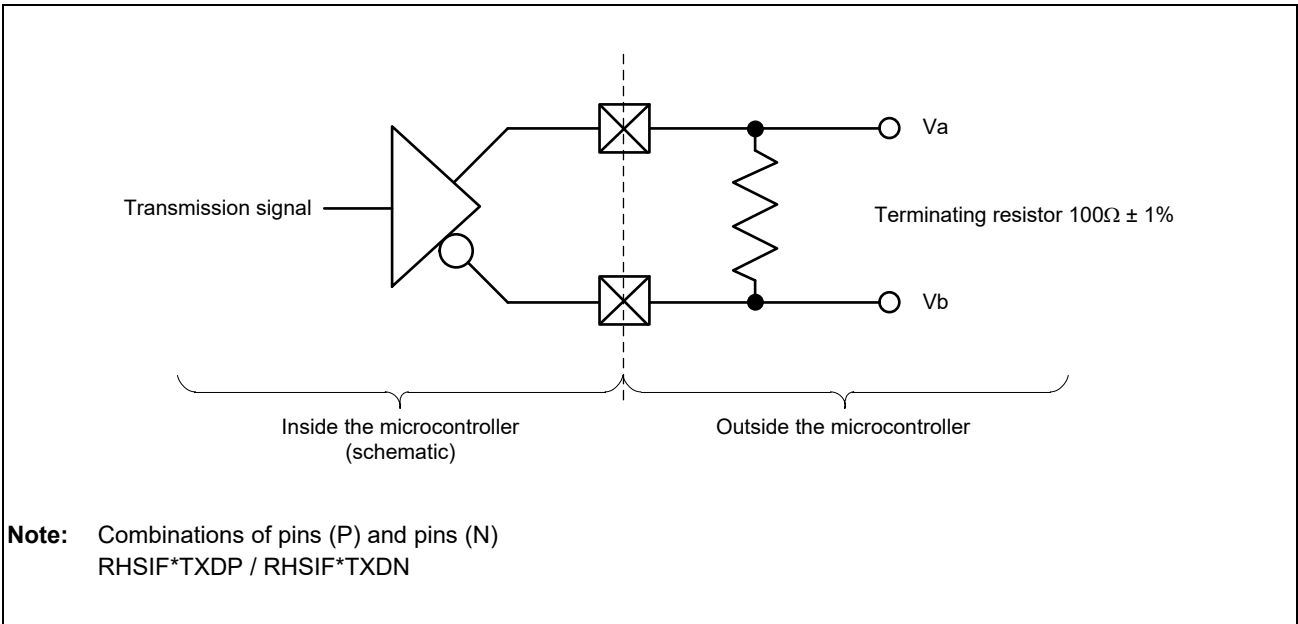 Va
Transmission signal
Terminating resistor 100Ω ± 1%
Vb
Inside the microcontroller
(schematic)
Outside the microcontroller
Note: Combinations of pins (P) and pins (N)
RHSIF*TXDP / RHSIF*TXDN